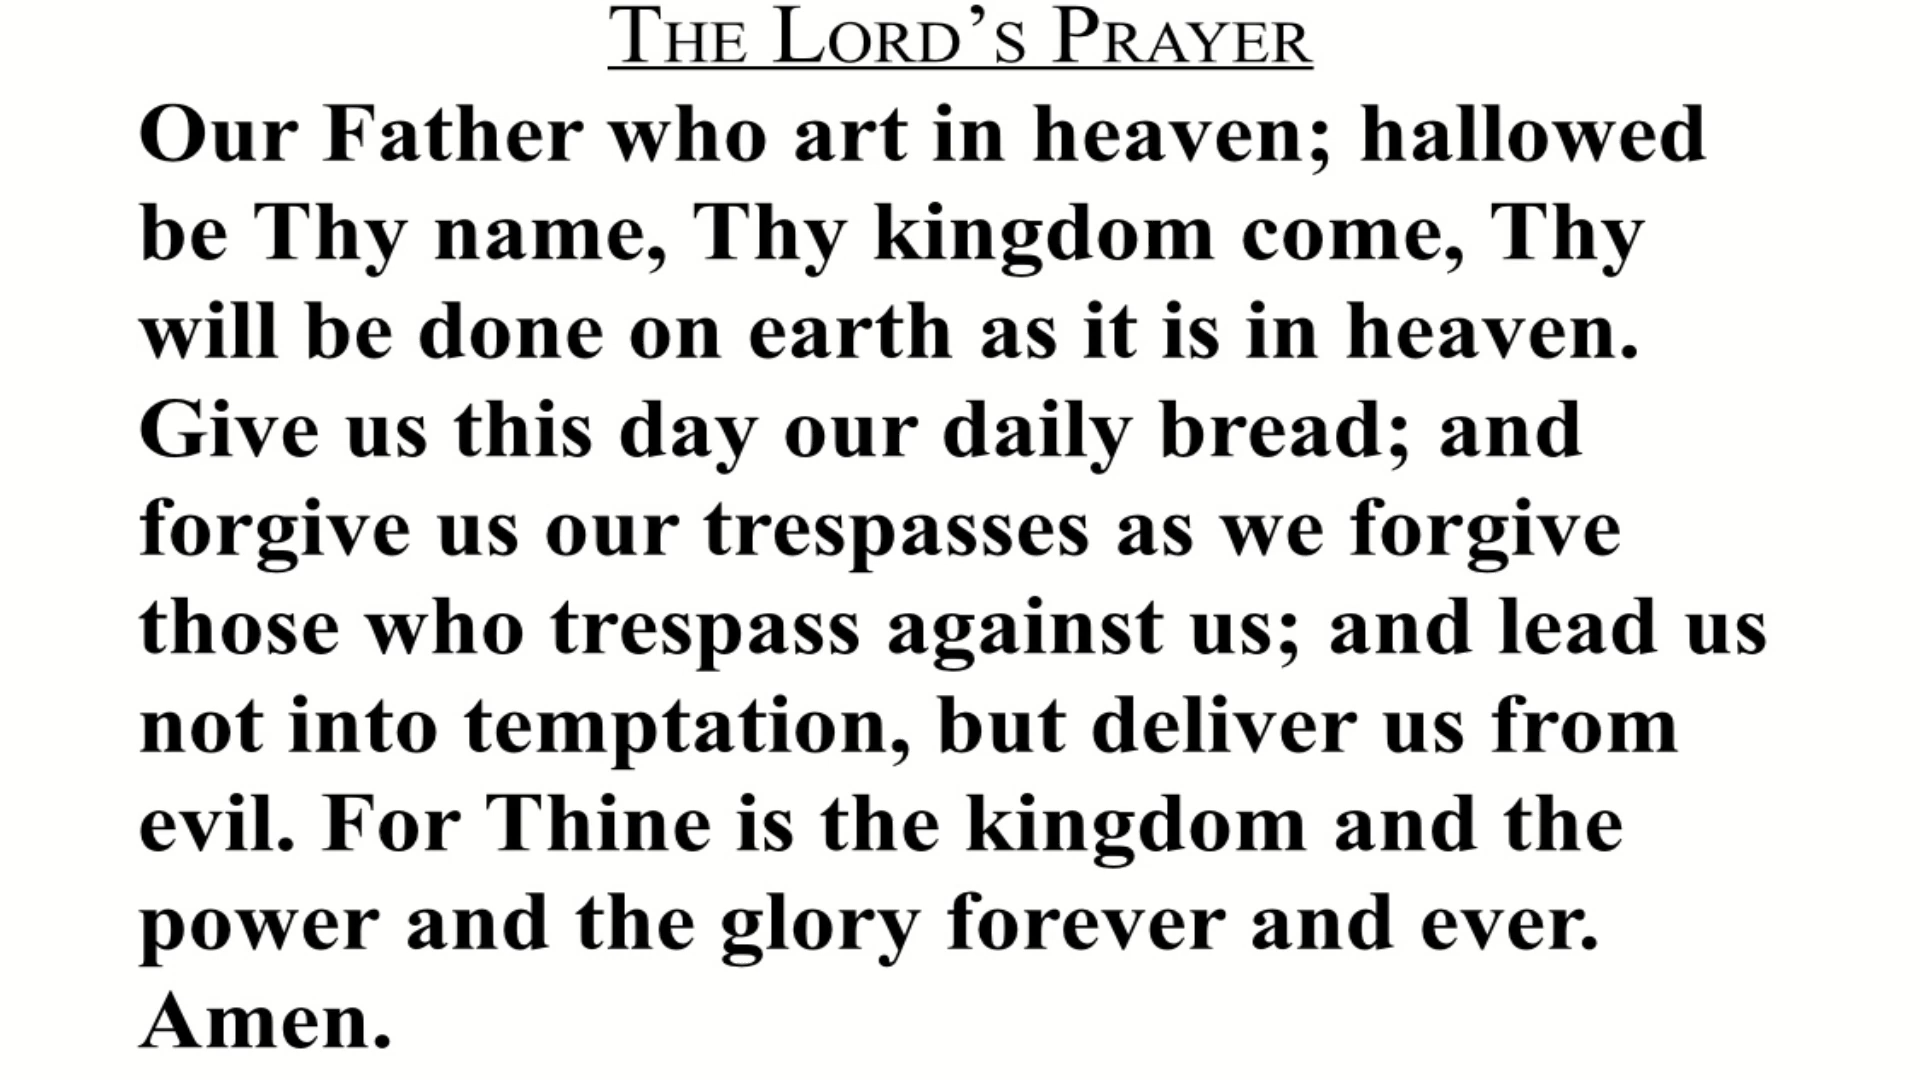 The Lord’s Prayer
Our Father who art in heaven; hallowed
be Thy name, Thy kingdom come, Thy
will be done on earth as it is in heaven.
Give us this day our daily bread; and
forgive us our trespasses as we forgive
those who trespass against us; and lead us
not into temptation, but deliver us from
evil. For Thine is the kingdom and the
power and the glory forever and ever.
Amen.